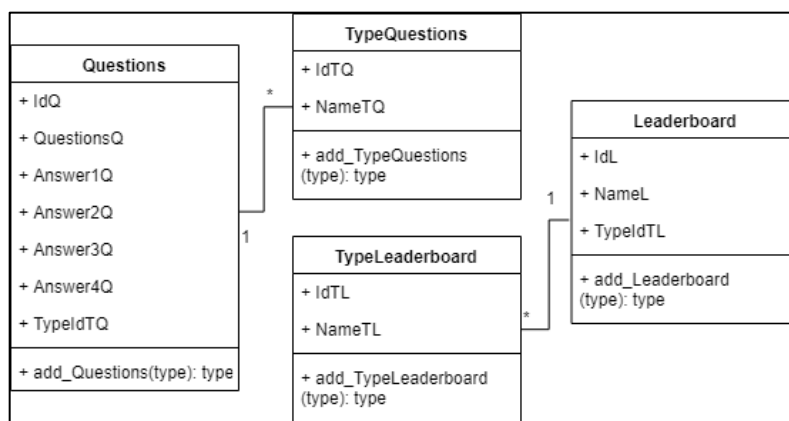 Questions
+ IdQ
+ QuestionsQ
+ Answer1Q
+ Answer2Q
+ Answer3Q
+ Answer4Q
+ TypeIdTQ
+ add_Questions(type): type
1
*
TypeQuestions
+ IdTQ
+ NameTQ
+ add_TypeQuestions
(type): type
TypeLeaderboard
+ IdTL
+ NameTL
+ add_TypeLeaderboard
(type): type
*
1
Leaderboard
+ IdL
+ NameL
+ TypeIdTL
+ add_Leaderboard
(type): type